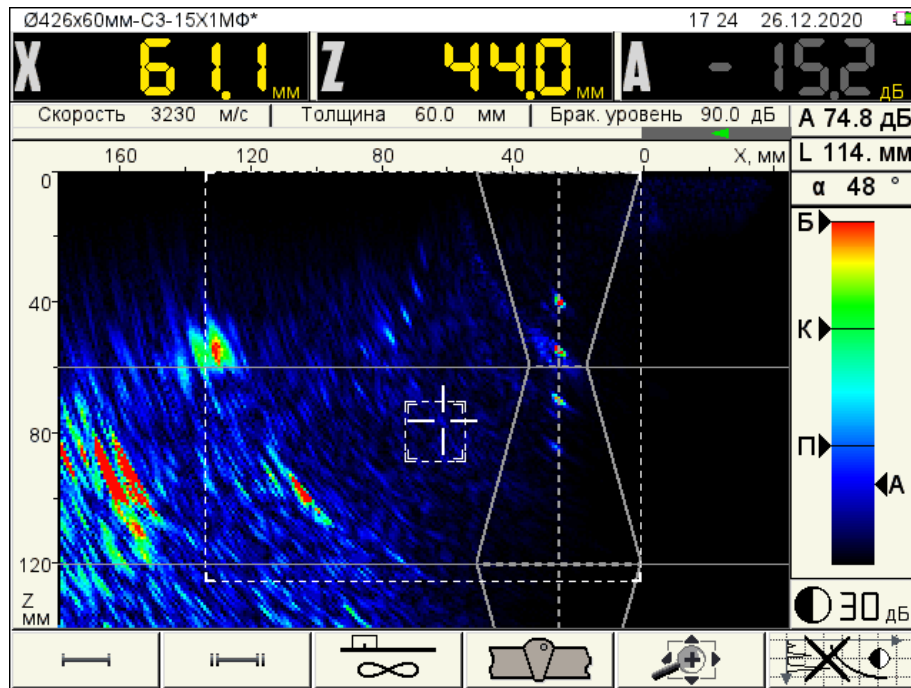 Ø426x60мм-С3-15Х1МФ* 17 24 26.12.2020
X 61.1 мм Z 44.0 мм A -15.2 дБ
Скорость 3230 м/с Толщина 60.0 мм Брак. уровень 90.0 дБ
A 74.8 дБ
L 114. мм
α 48 °
160 120 80 40 0 X, мм
0
40
80
120
Z
мм
Б
К
П
А
30 дБ